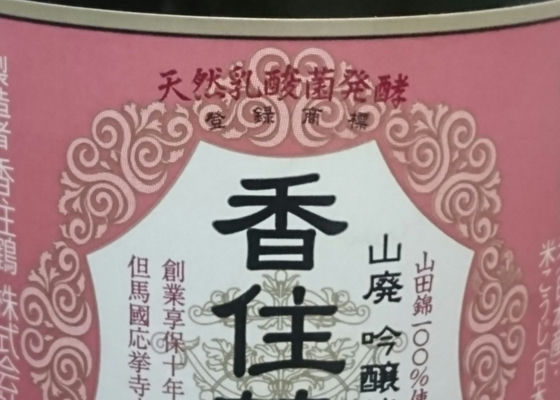 天然乳酸菌発酵
登録商標
山田錦一〇〇%使
山廃 吟醸
香住
創業享保十年
但馬國応挙寺
製造者 香住鶴 株式会